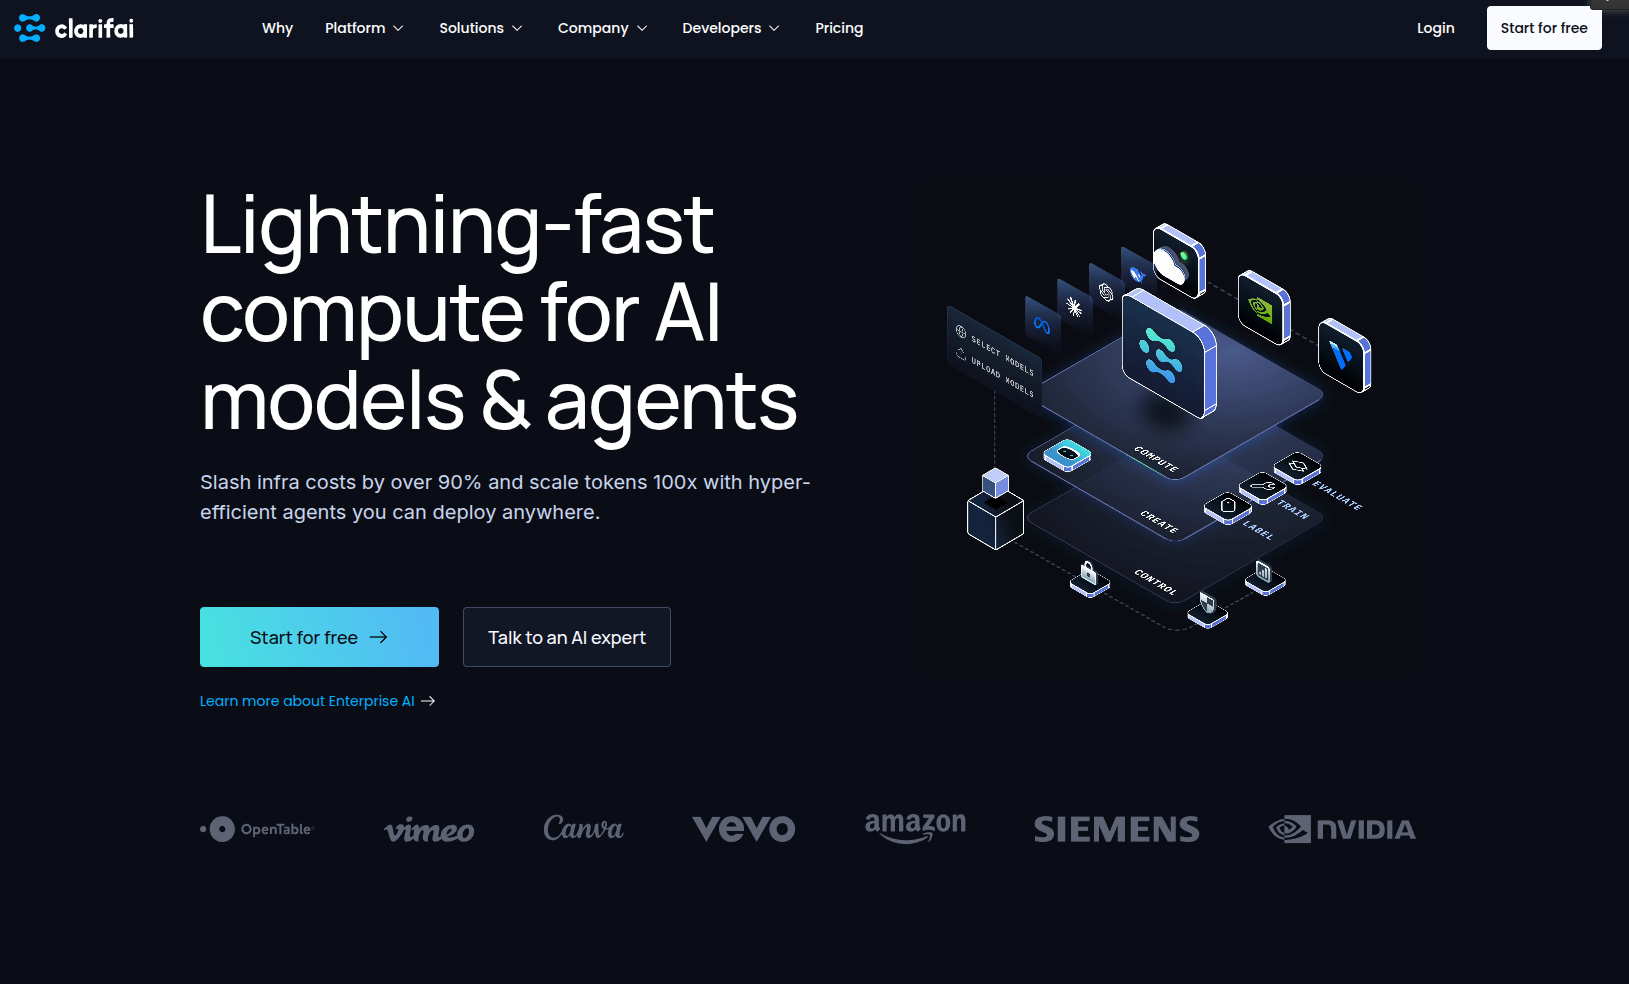 clarifai
Why
Platform
Solutions
Company
Developers
Pricing
Login
Start for free
Lightning-fast
compute for AI
models & agents
Slash infra costs by over 90% and scale tokens 100x with hyper-
efficient agents you can deploy anywhere.
Start for free
Talk to an AI expert
Learn more about Enterprise AI
SELECT MODELS
UPLOAD MODELS
COMPUTE
CREATE
CONTROL
EVALUATE
TRAIN
LABEL
OpenTable
vimeo
Canva
vevo
amazon
SIEMENS
NVIDIA